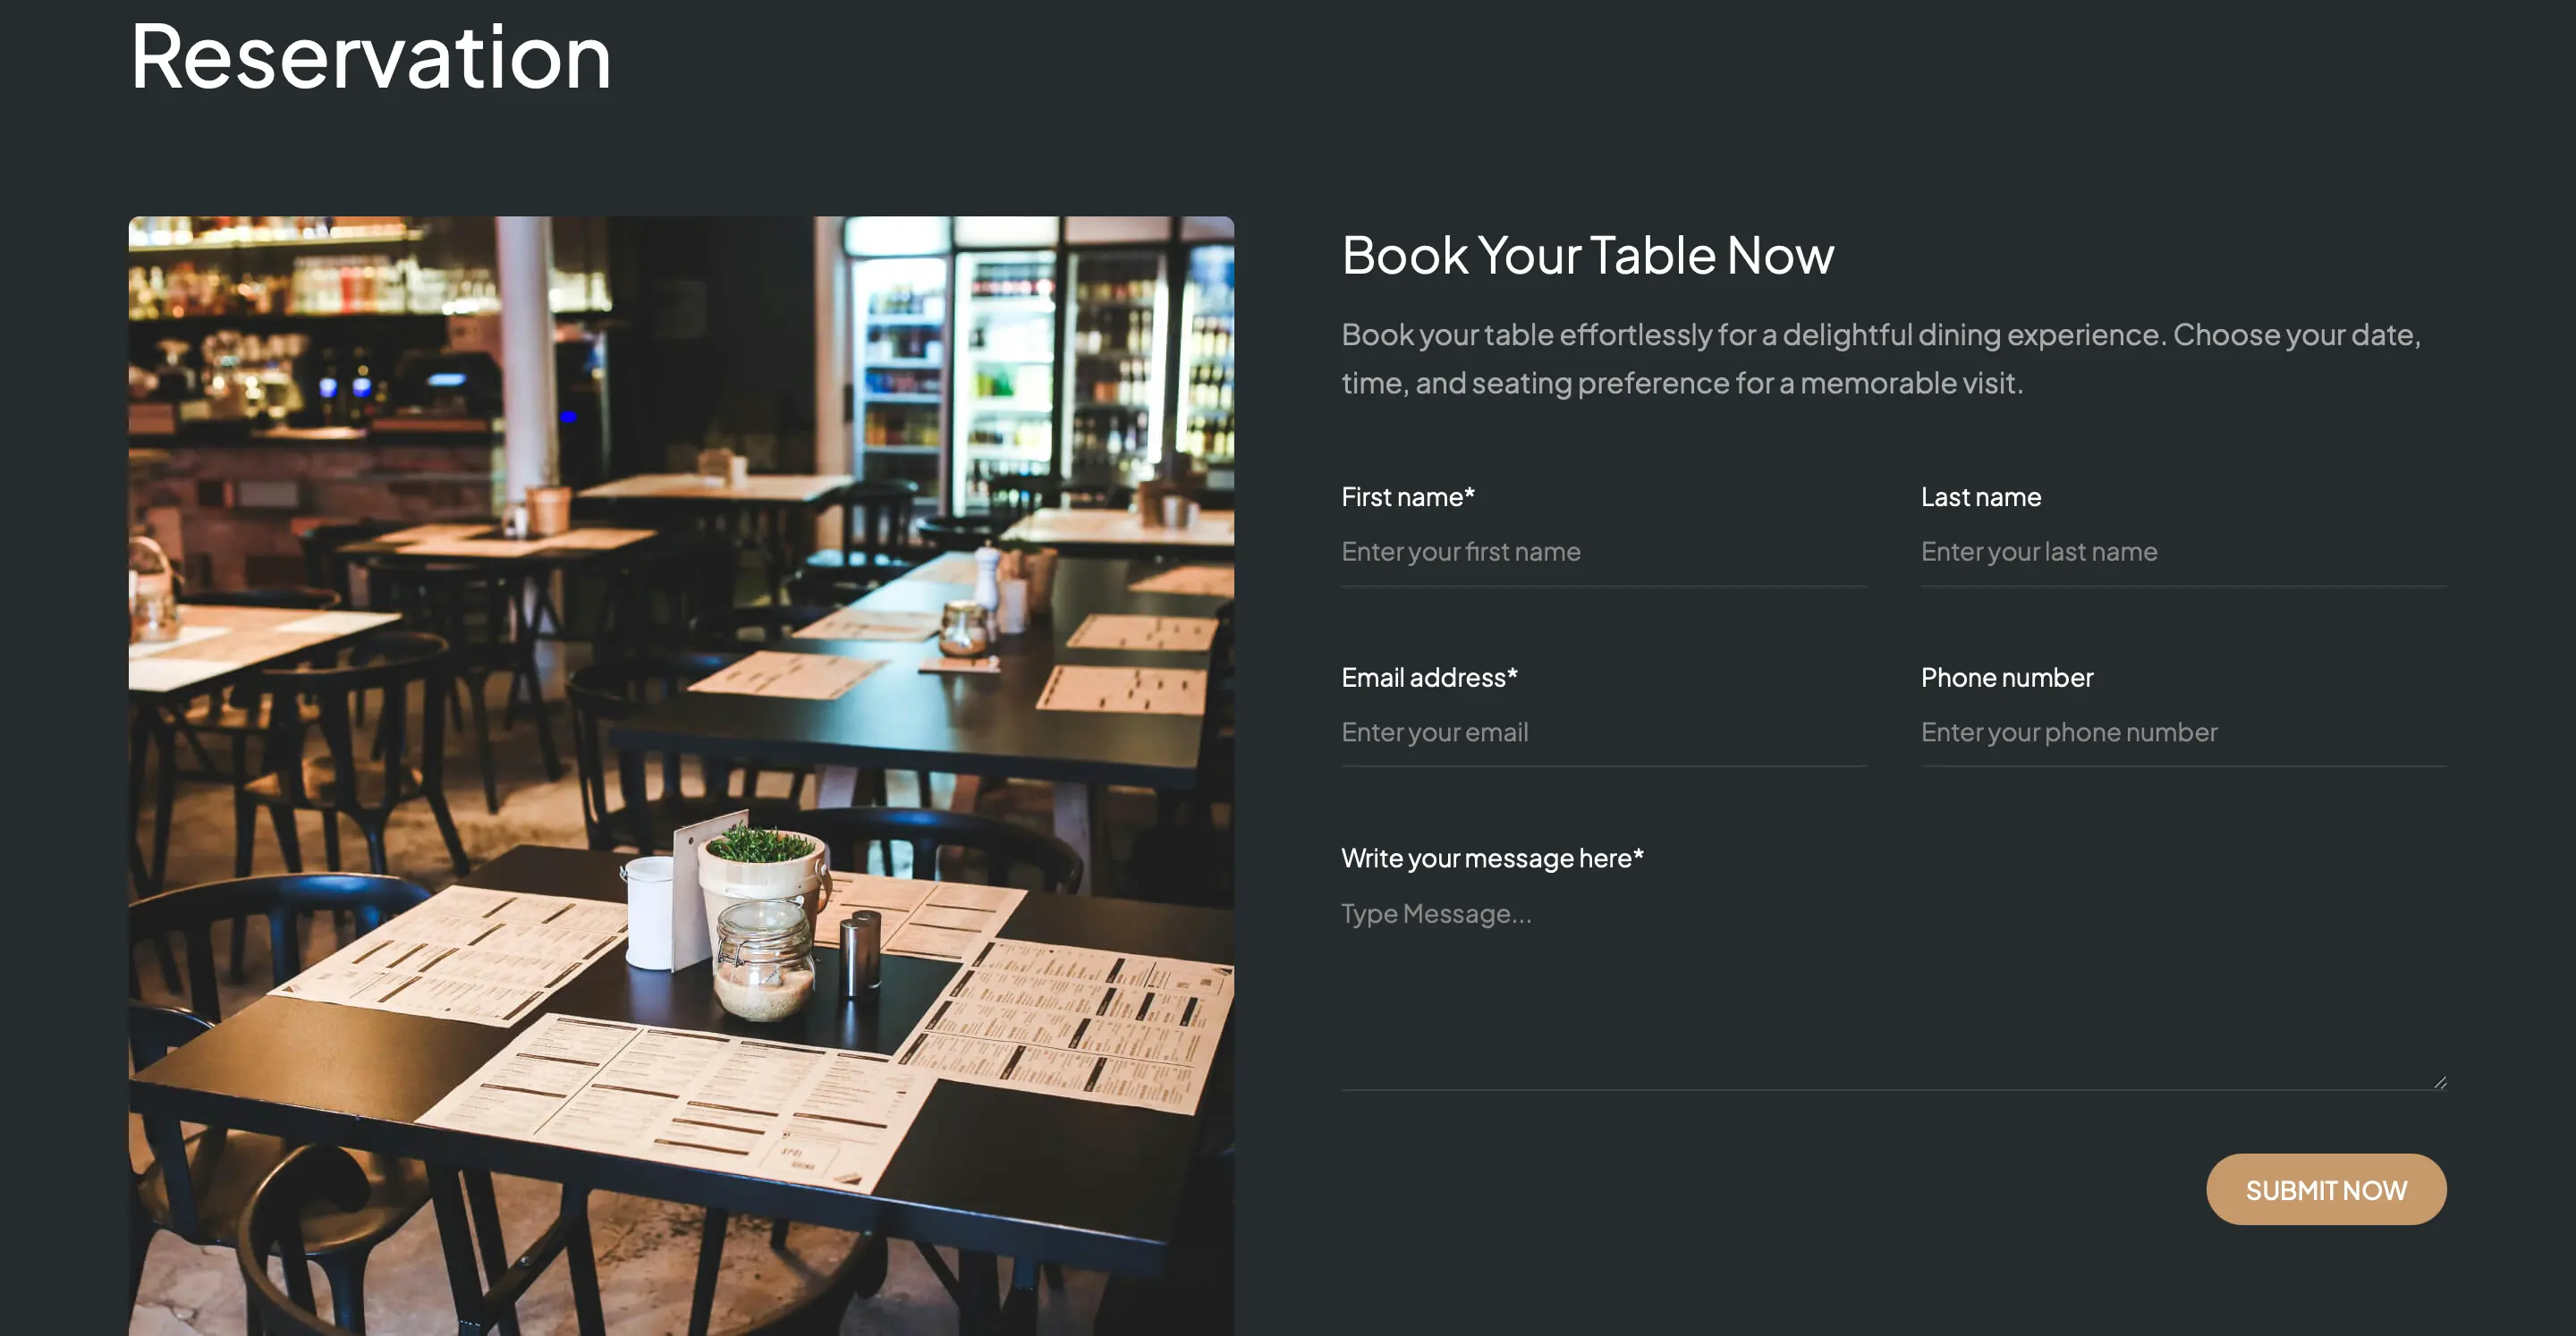 Reservation
Book Your Table Now
Book your table effortlessly for a delightful dining experience. Choose your date,
time, and seating preference for a memorable visit.
First name*
Last name
Enter your first name
Enter your last name
Email address*
Phone number
Enter your email
Enter your phone number
Write your message here*
Type Message...
SUBMIT NOW